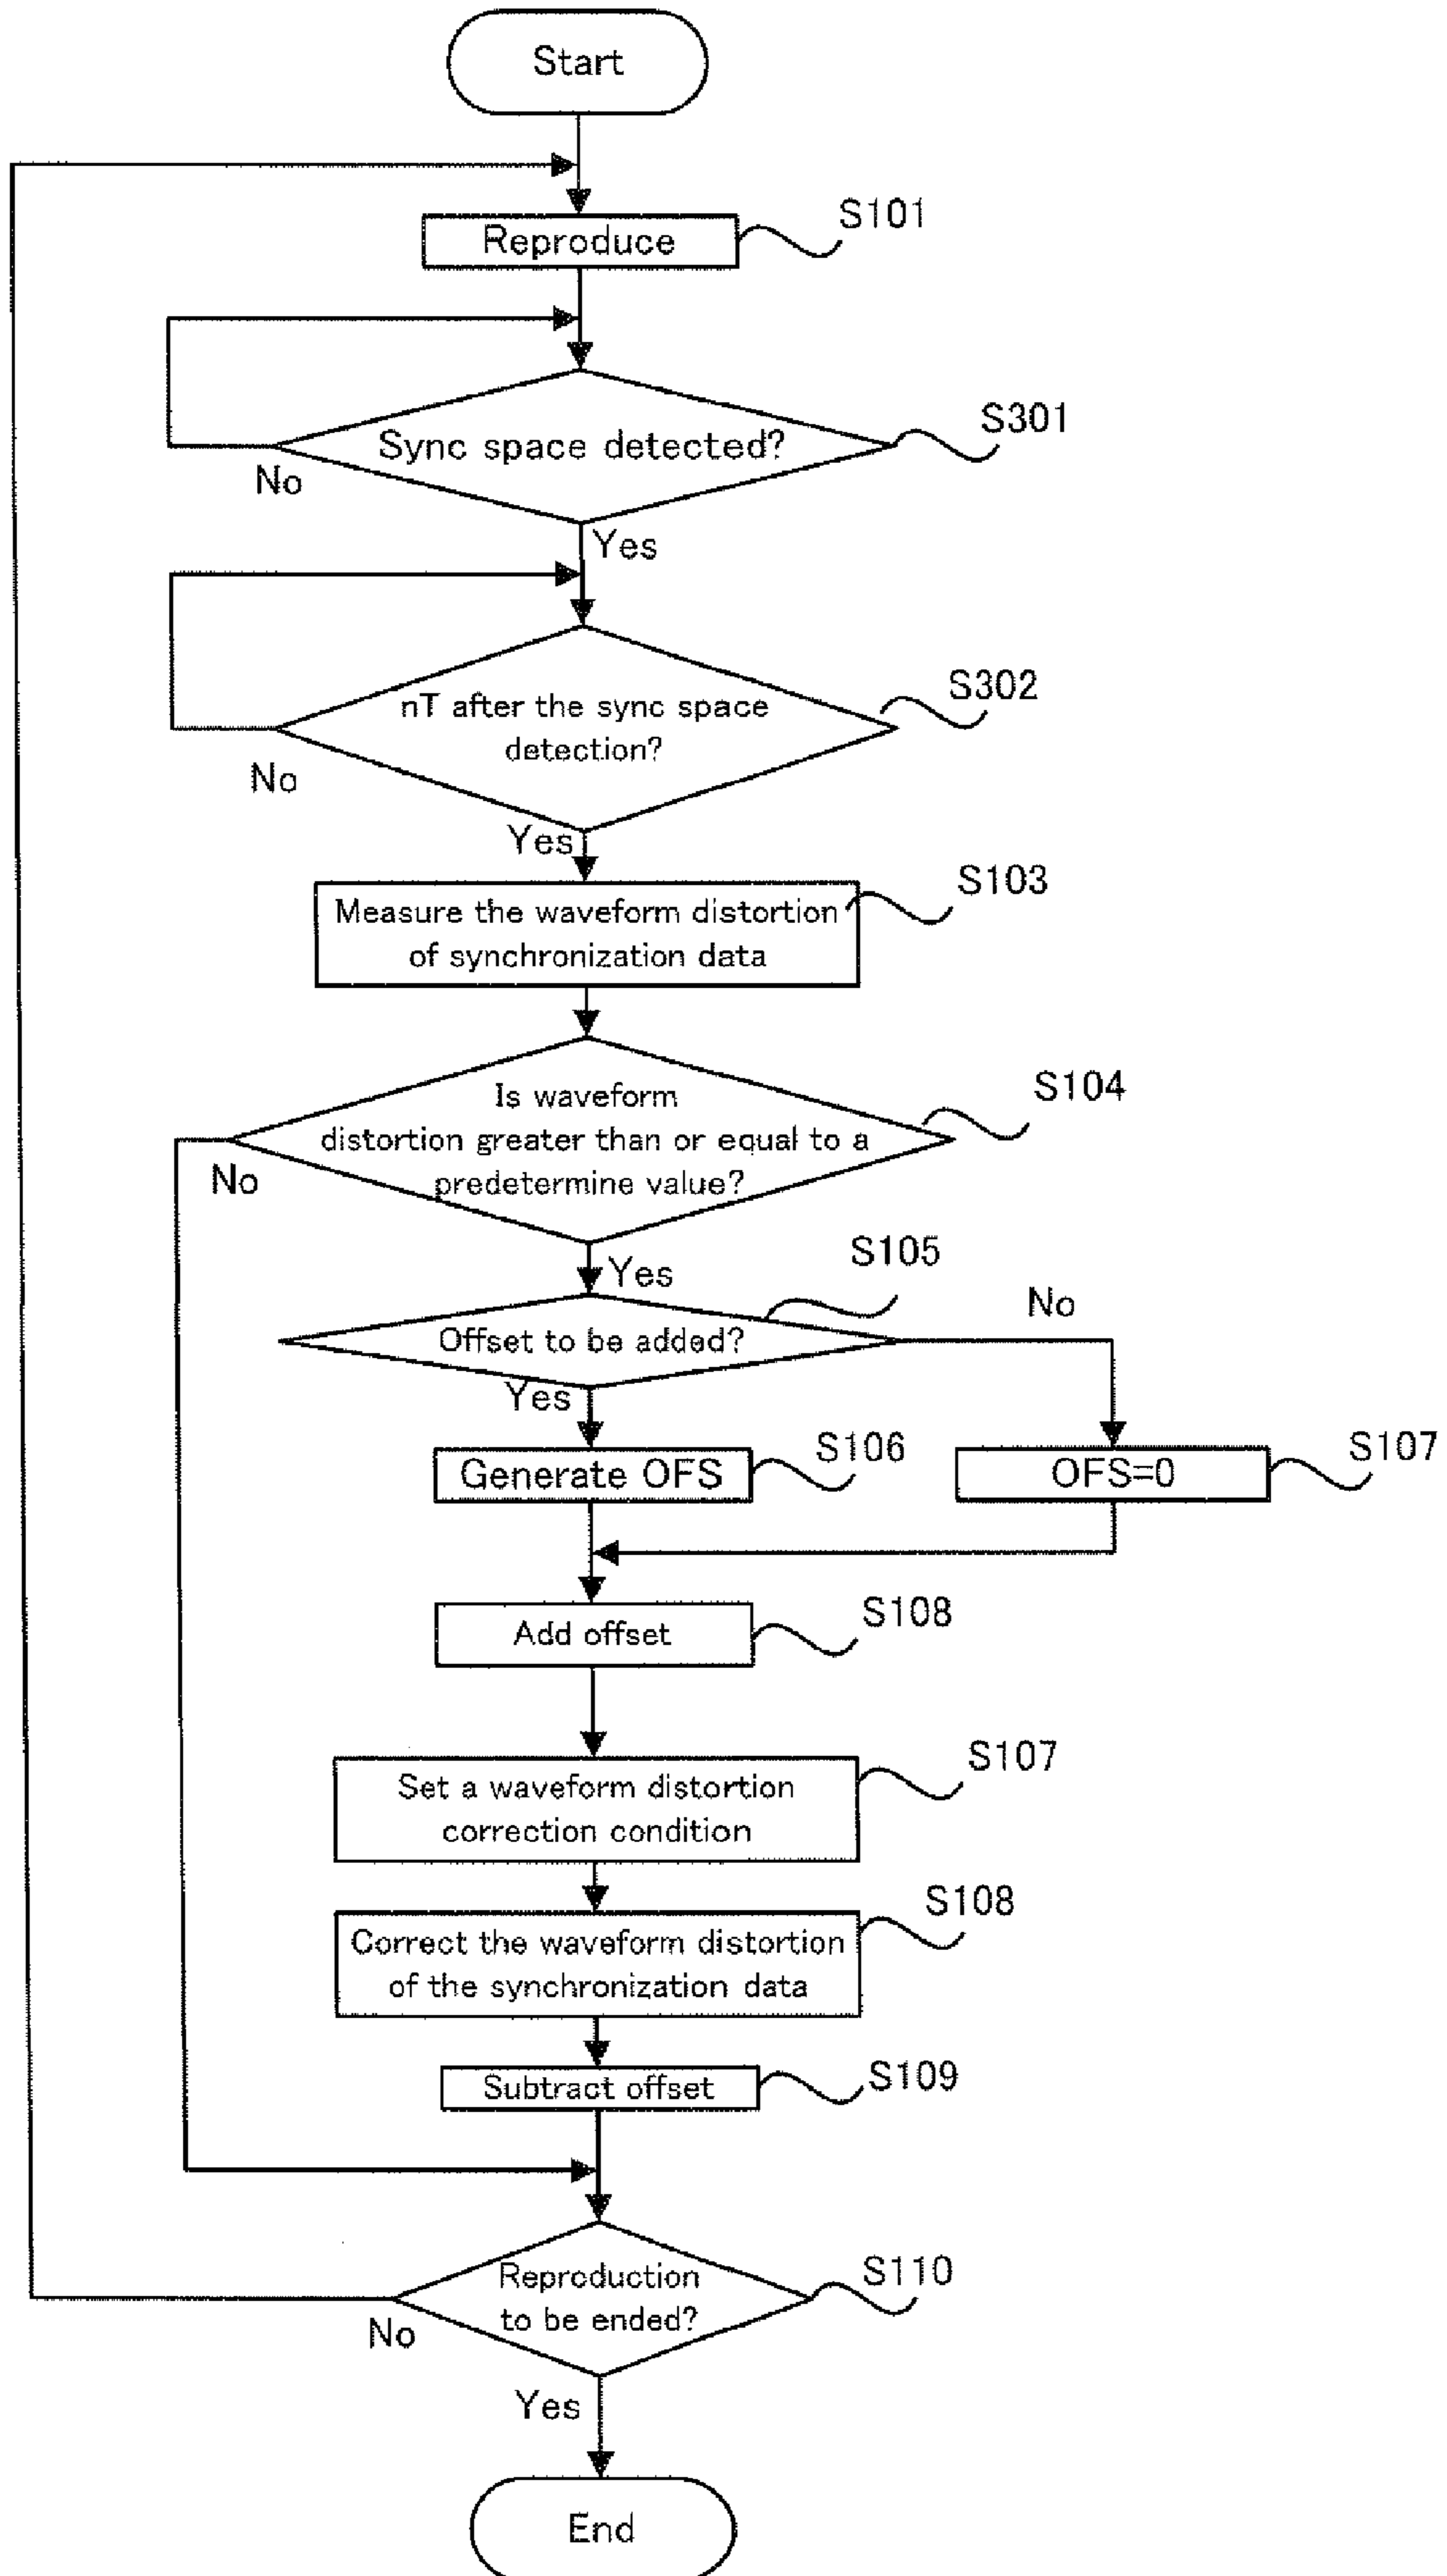 Start
Reproduce
S101
Sync space detected?
S301
No
Yes
nT after the sync space
detection?
S302
No
Yes
Measure the waveform distortion
of synchronization data
S103
Is waveform
distortion greater than or equal to a
predetermine value?
S104
No
Yes
S105
Offset to be added?
No
Yes
Generate OFS
S106
OFS=0
S107
Add offset
S108
Set a waveform distortion
correction condition
S107
Correct the waveform distortion
of the synchronization data
S108
Subtract offset
S109
Reproduction
to be ended?
S110
No
Yes
End